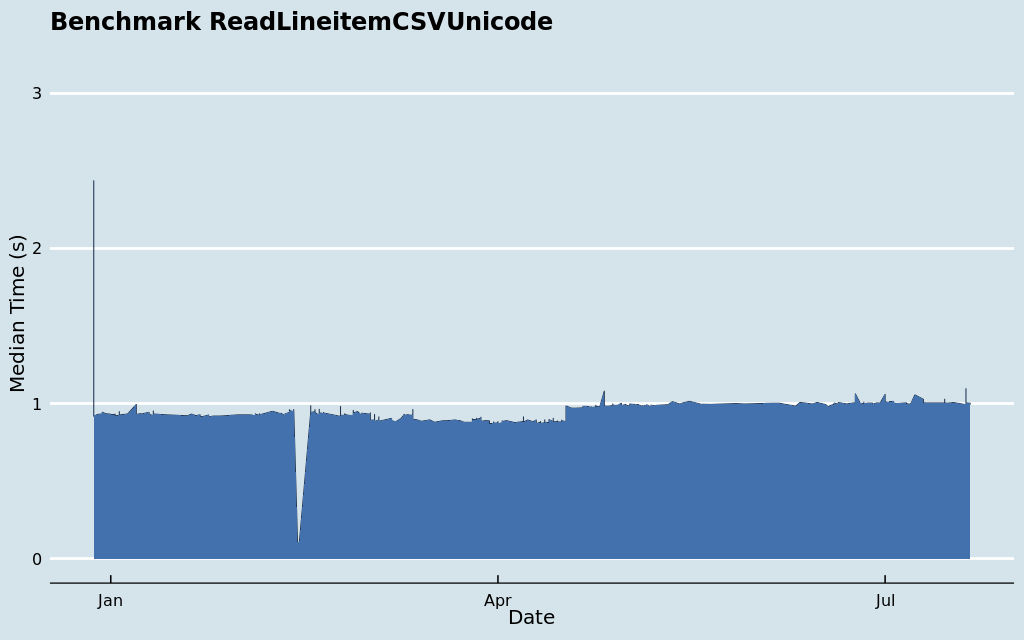 Benchmark ReadLineitemCSVUnicode
3
2
1
0
Median Time (s)
Jan
Apr
Jul
Date